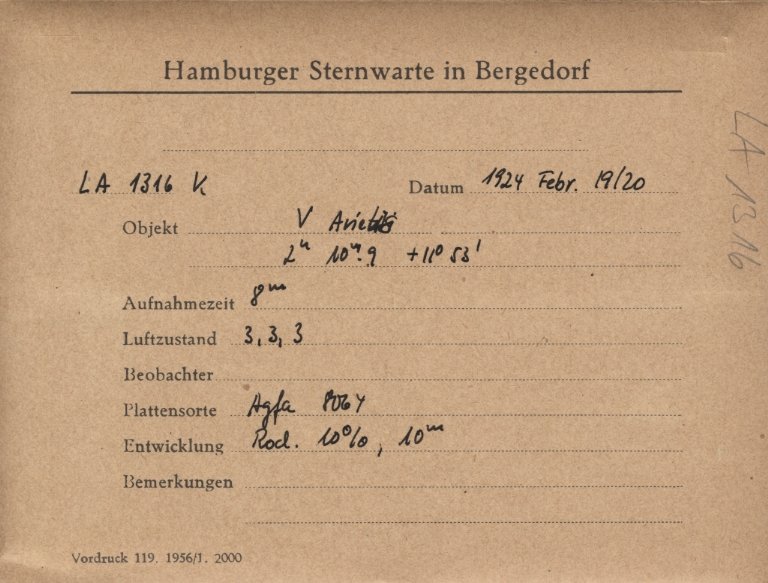 Hamburger Sternwarte in Bergedorf
LA 1316 V. Datum 1924 Febr. 19/20
Objekt V Arietis
2h 10m.9 +11° 53'
Aufnahmezeit 8m
Luftzustand 3, 3, 3
Beobachter
Plattensorte Agfa
Entwicklung Rod. 10%, 10m
Bemerkungen
Vordruck 119. 1956/1. 2000
LA 1316